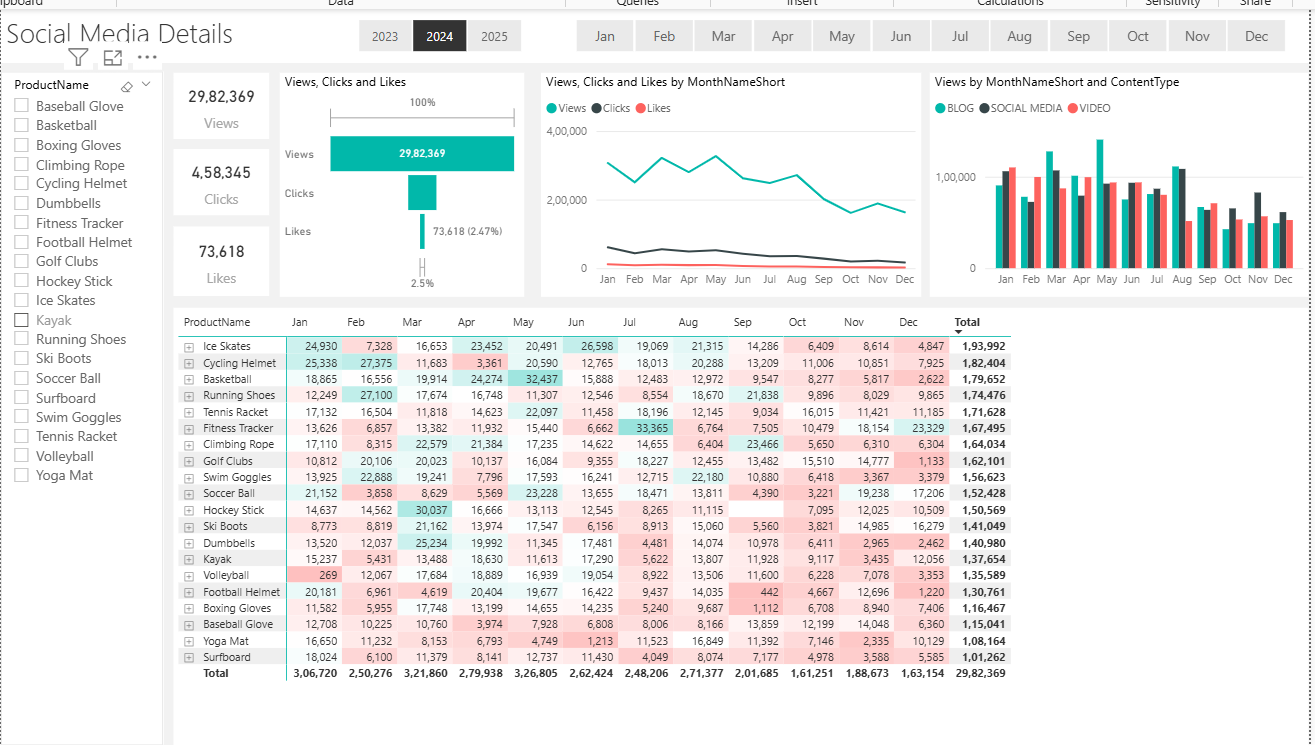 Data
Queries
Insert
Calculations
Sensitivity
Share
Social Media Details
2023 2024 2025
Jan Feb Mar Apr May Jun Jul Aug Sep Oct Nov Dec
ProductName
Baseball Glove
Basketball
Boxing Gloves
Climbing Rope
Cycling Helmet
Dumbbells
Fitness Tracker
Football Helmet
Golf Clubs
Hockey Stick
Ice Skates
Kayak
Running Shoes
Ski Boots
Soccer Ball
Surfboard
Swim Goggles
Tennis Racket
Volleyball
Yoga Mat
29,82,369
Views
4,58,345
Clicks
73,618
Likes
Views, Clicks and Likes
100%
Views 29,82,369
Clicks
Likes 73,618 (2.47%)
2.5%
Views, Clicks and Likes by MonthNameShort
Views Clicks Likes
4,00,000
2,00,000
0
Jan Feb Mar Apr May Jun Jul Aug Sep Oct Nov Dec
Views by MonthNameShort and ContentType
BLOG SOCIAL MEDIA VIDEO
1,00,000
0
Jan Feb Mar Apr May Jun Jul Aug Sep Oct Nov Dec
ProductName Jan Feb Mar Apr May Jun Jul Aug Sep Oct Nov Dec Total
Ice Skates 24,930 7,328 16,653 23,452 20,491 26,598 19,069 21,315 14,286 6,409 8,614 4,847 1,93,992
Cycling Helmet 25,338 27,375 11,683 3,361 20,590 12,765 18,013 20,288 13,209 11,006 10,851 7,925 1,82,404
Basketball 18,865 16,556 19,914 24,274 32,437 15,888 12,483 12,972 9,547 8,277 5,817 2,622 1,79,652
Running Shoes 12,249 27,100 17,674 16,748 11,307 12,546 8,554 18,670 21,838 9,896 8,029 9,865 1,74,476
Tennis Racket 17,132 16,504 11,818 14,623 22,097 11,458 18,196 12,145 9,034 16,015 11,421 11,185 1,71,628
Fitness Tracker 13,626 6,857 13,382 11,932 15,440 6,662 33,365 6,764 7,505 10,479 18,154 23,329 1,67,495
Climbing Rope 17,110 8,315 22,579 21,384 17,235 14,622 14,655 6,404 23,466 5,650 6,310 6,304 1,64,034
Golf Clubs 10,812 20,106 20,023 10,137 16,084 9,355 18,227 12,455 13,482 15,510 14,777 1,133 1,62,101
Swim Goggles 13,925 22,888 19,241 7,796 17,593 16,241 12,715 22,180 10,880 6,418 3,367 3,379 1,56,623
Soccer Ball 21,152 3,858 8,629 5,569 23,228 13,655 18,471 13,811 4,390 3,221 19,238 17,206 1,52,428
Hockey Stick 14,637 14,562 30,037 16,666 13,113 12,545 8,265 11,115 7,095 12,025 10,509 1,50,569
Ski Boots 8,773 8,819 21,162 13,974 17,547 6,156 8,913 15,060 5,560 3,821 14,985 16,279 1,41,049
Dumbbells 13,520 12,037 25,234 19,992 11,345 17,481 4,481 14,074 10,978 6,411 2,965 2,462 1,40,980
Kayak 15,237 5,431 13,488 18,630 11,613 17,290 5,622 13,807 11,928 9,117 3,435 12,056 1,37,654
Volleyball 269 12,067 17,684 18,889 16,939 19,054 8,922 13,506 11,600 6,228 7,078 3,353 1,35,589
Football Helmet 20,181 6,961 4,619 20,404 19,677 16,422 9,437 14,035 442 4,667 12,696 1,220 1,30,761
Boxing Gloves 11,582 5,955 17,748 13,199 14,655 14,235 5,240 9,687 1,112 6,708 8,940 7,406 1,16,467
Baseball Glove 12,708 10,225 10,760 3,974 7,928 6,808 8,006 8,166 13,859 12,199 14,048 6,360 1,15,041
Yoga Mat 16,650 11,232 8,153 6,793 4,749 1,213 11,523 16,849 11,392 7,146 2,335 10,129 1,08,164
Surfboard 18,024 6,100 11,379 8,141 12,737 11,430 4,049 8,074 7,177 4,978 3,588 5,585 1,01,262
Total 3,06,720 2,50,276 3,21,860 2,79,938 3,26,805 2,62,424 2,48,206 2,71,377 2,01,685 1,61,251 1,88,673 1,63,154 29,82,369